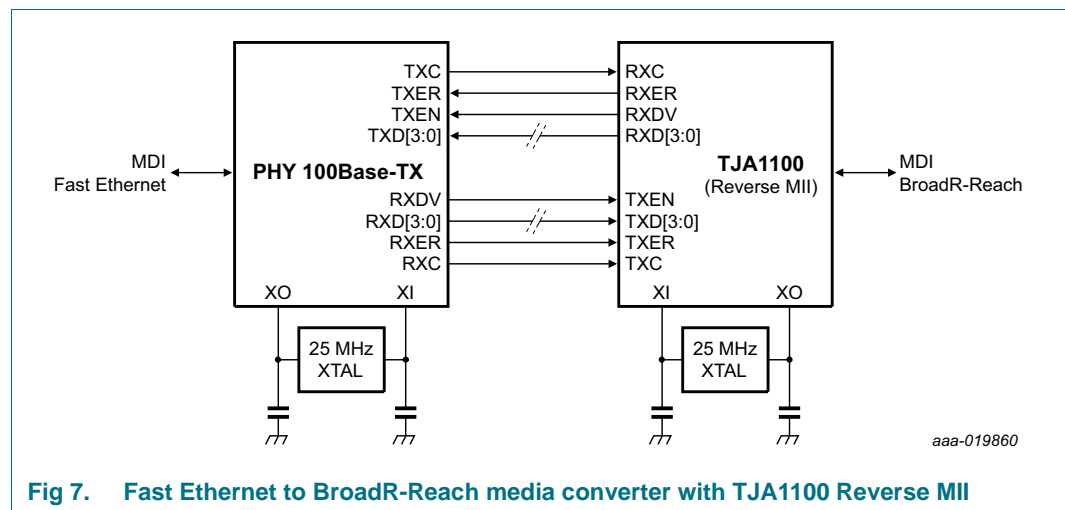 TXC
TXER
TXEN
TXD[3:0]
MDI
Fast Ethernet
PHY 100Base-TX
RXDV
RXD[3:0]
RXER
RXC
XO
XI
25 MHz
XTAL
RXC
RXER
RXDV
RXD[3:0]
TJA1100
(Reverse MII)
MDI
BroadR-Reach
TXEN
TXD[3:0]
TXER
TXC
XI
XO
25 MHz
XTAL
aaa-019860
Fig 7. Fast Ethernet to BroadR-Reach media converter with TJA1100 Reverse MII